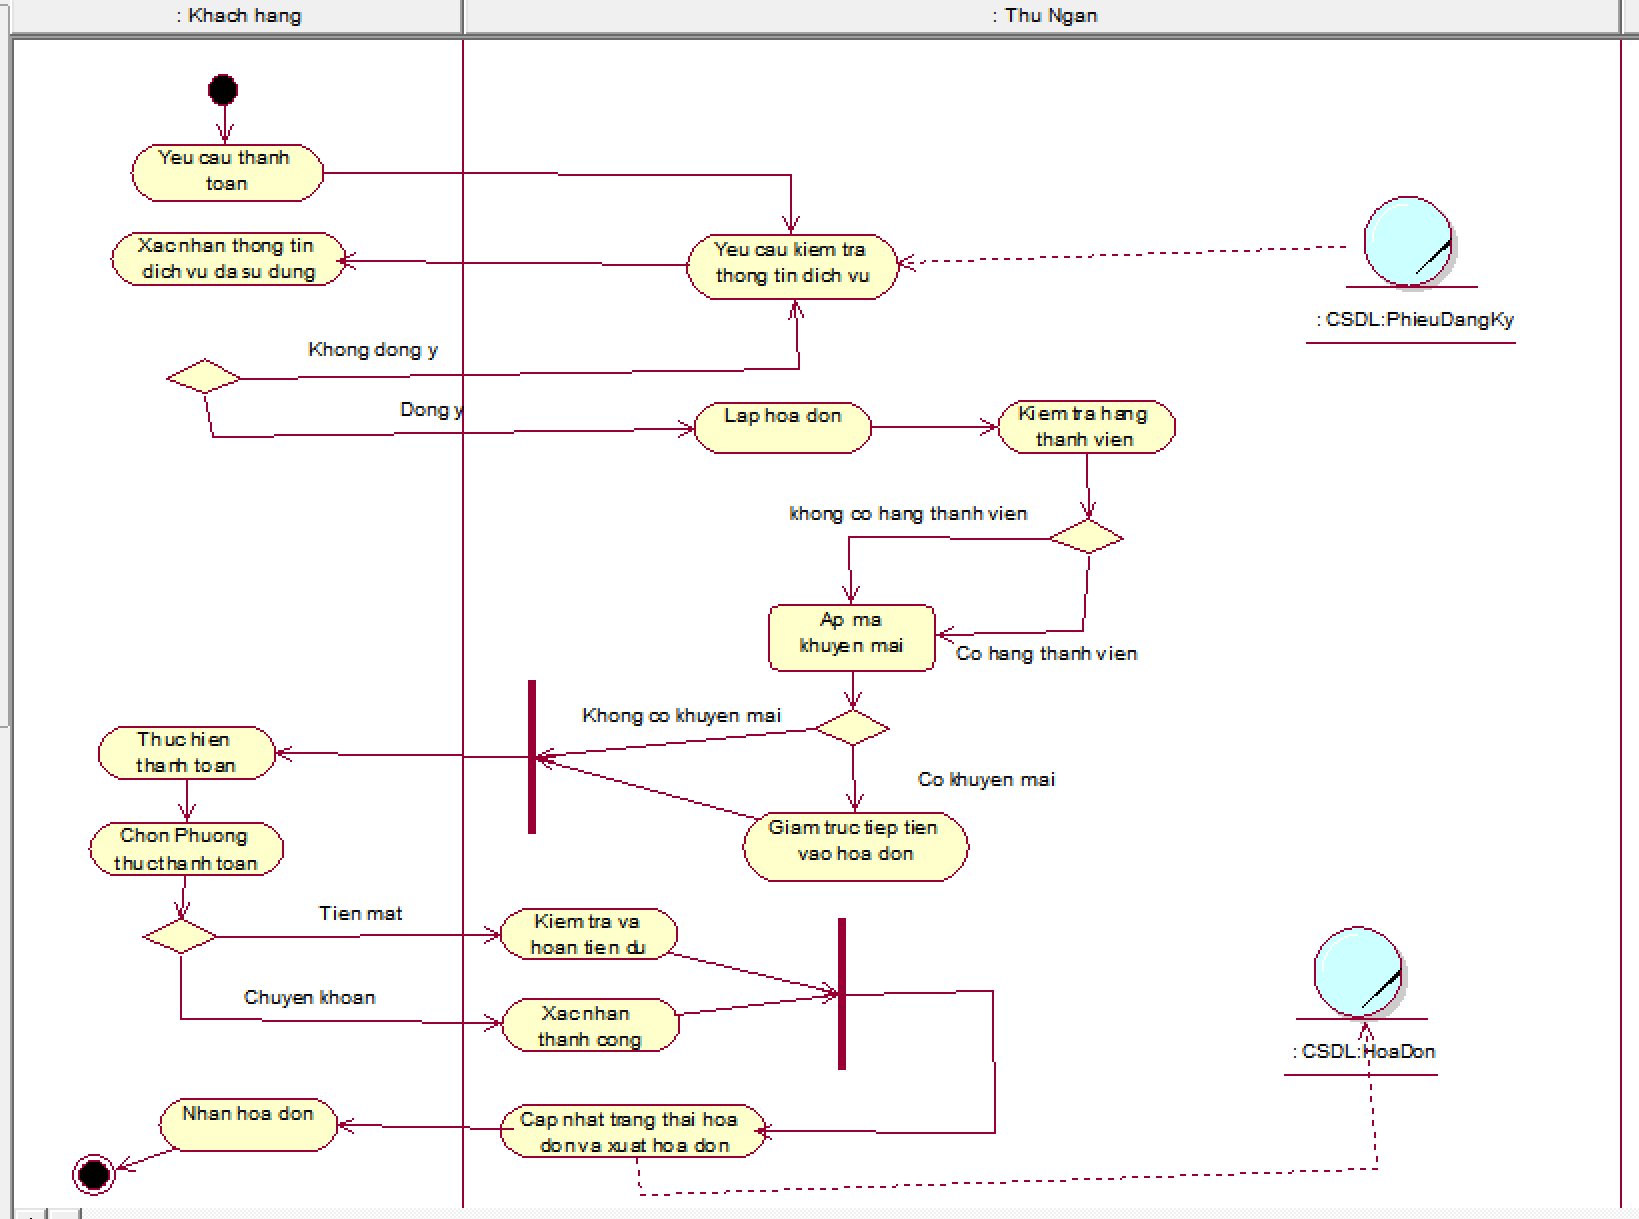 : Khach hang
: Thu Ngan
Yeu cau thanh
toan
Xac nhan thong tin
dich vu da su dung
Yeu cau kiem tra
thong tin dich vu
: CSDL:PhieuDangKy
Khong dong y
Dong y
Lap hoa don
Kiem tra hang
thanh vien
khong co hang thanh vien
Ap ma
khuyen mai
Co hang thanh vien
Khong co khuyen mai
Thuc hien
thanh toan
Co khuyen mai
Chon Phuong
thuc thanh toan
Giam truc tiep tien
vao hoa don
Tien mat
Kiem tra va
hoan tien du
Chuyen khoan
Xac nhan
thanh cong
: CSDL:HoaDon
Nhan hoa don
Cap nhat trang thai hoa
don va xuat hoa don